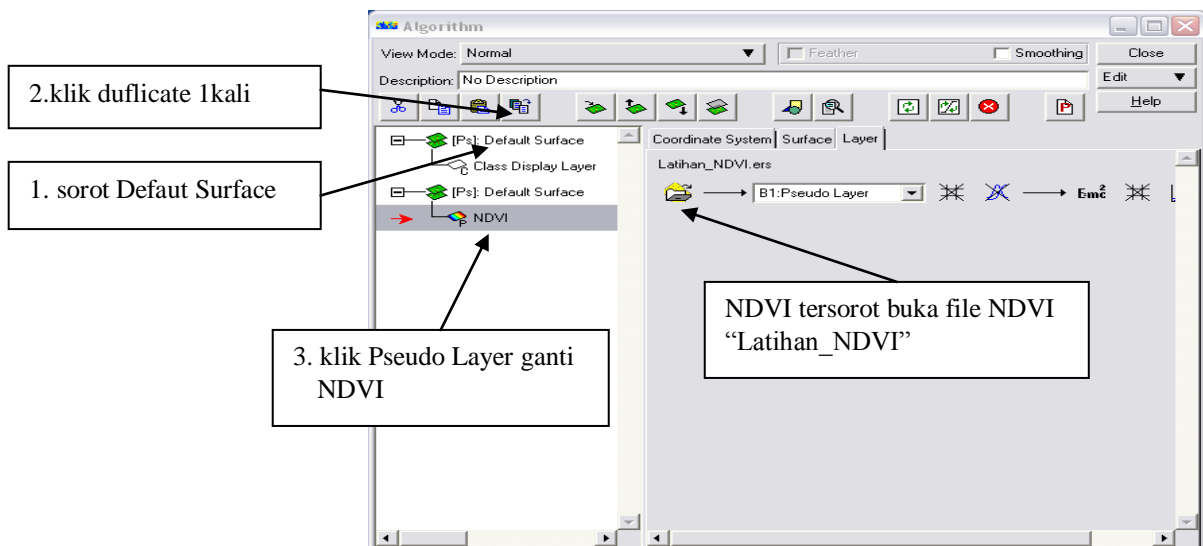 Algorithm
View Mode: Normal
Feather
Smoothing
Close
Description: No Description
Edit
Help
2.klik duflicate 1kali
1. sorot Defaut Surface
[Ps]: Default Surface
Class Display Layer
[Ps]: Default Surface
NDVI
Coordinate System Surface Layer
Latihan_NDVI.ers
B1:Pseudo Layer
Emc²
NDVI tersorot buka file NDVI
“Latihan_NDVI”
3. klik Pseudo Layer ganti
NDVI